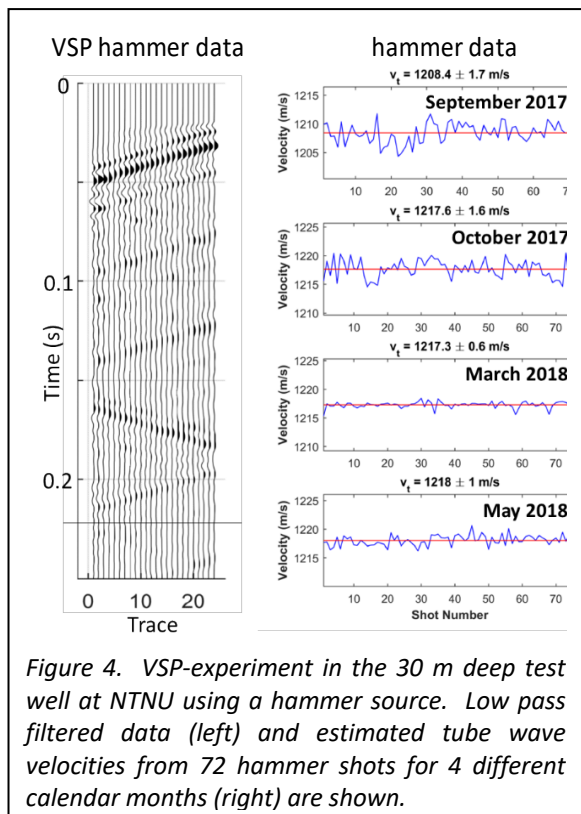 VSP hammer data
0
0.1
0.2
Time (s)
0 10 20
Trace
hammer data
v_t = 1208.4 ± 1.7 m/s
September 2017
1215
1210
1205
Velocity (m/s)
0 10 20 30 40 50 60 70
v_t = 1217.6 ± 1.6 m/s
October 2017
1225
1220
1215
1210
Velocity (m/s)
10 20 30 40 50 60 70
v_t = 1217.3 ± 0.6 m/s
March 2018
1225
1220
1215
1210
Velocity (m/s)
10 20 30 40 50 60 70
v_t = 1218 ± 1 m/s
May 2018
1225
1220
1215
1210
Velocity (m/s)
10 20 30 40 50 60 70
Shot Number
Figure 4. VSP-experiment in the 30 m deep test
well at NTNU using a hammer source. Low pass
filtered data (left) and estimated tube wave
velocities from 72 hammer shots for 4 different
calendar months (right) are shown.